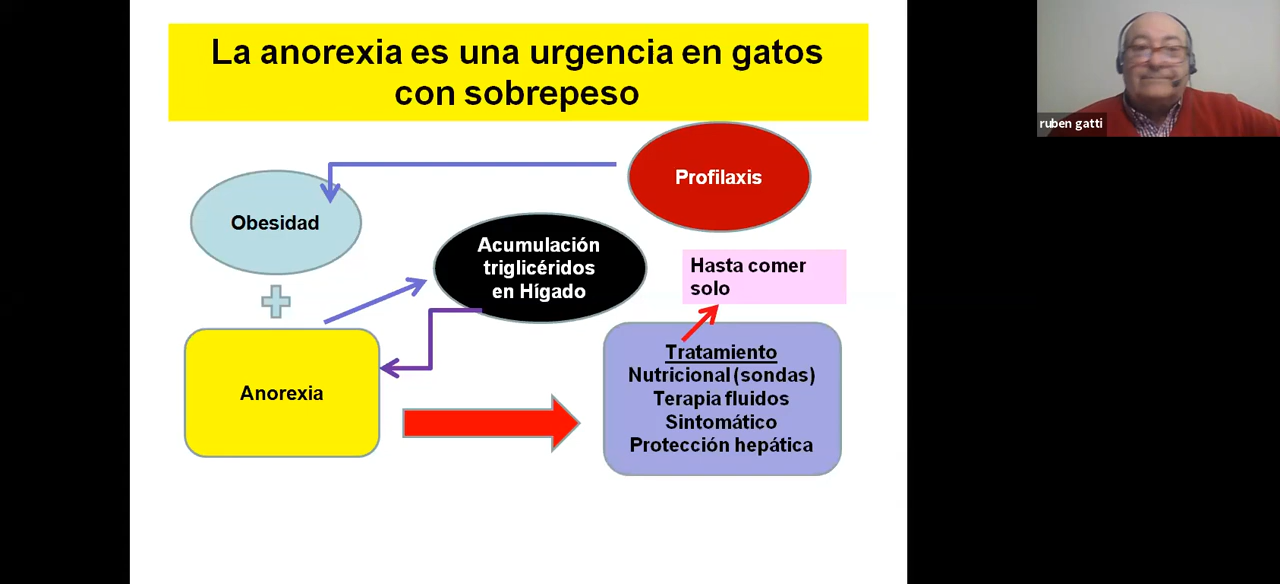 La anorexia es una urgencia en gatos
con sobrepeso
ruben gatti
Profilaxis
Obesidad
Acumulación
triglicéridos
en Hígado
Hasta comer
solo
Anorexia
Tratamiento
Nutricional (sondas)
Terapia fluidos
Sintomático
Protección hepática